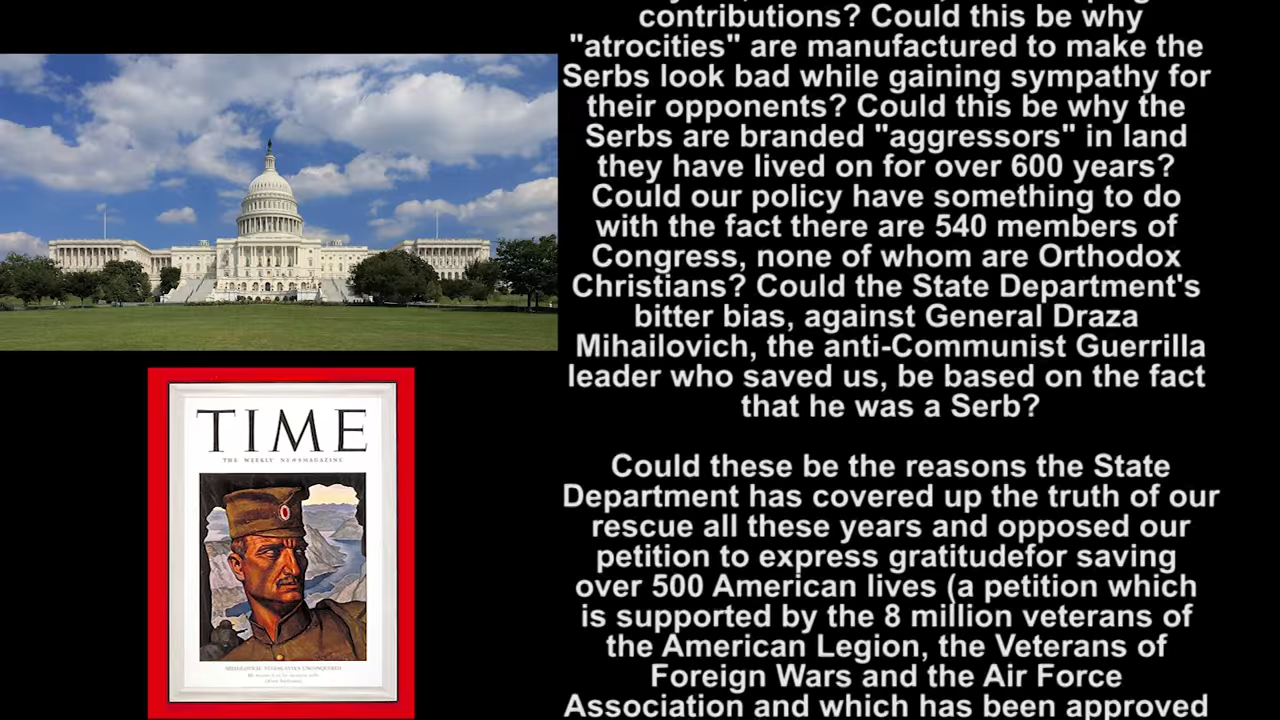 contributions? Could this be why
"atrocities" are manufactured to make the
Serbs look bad while gaining sympathy for
their opponents? Could this be why the
Serbs are branded "aggressors" in land
they have lived on for over 600 years?
Could our policy have something to do
with the fact there are 540 members of
Congress, none of whom are Orthodox
Christians? Could the State Department's
bitter bias, against General Draza
Mihailovich, the anti-Communist Guerrilla
leader who saved us, be based on the fact
that he was a Serb?
Could these be the reasons the State
Department has covered up the truth of our
rescue all these years and opposed our
petition to express gratitudefor saving
over 500 American lives (a petition which
is supported by the 8 million veterans of
the American Legion, the Veterans of
Foreign Wars and the Air Force
Association and which has been approved
TIME
THE WEEKLY NEWSMAGAZINE